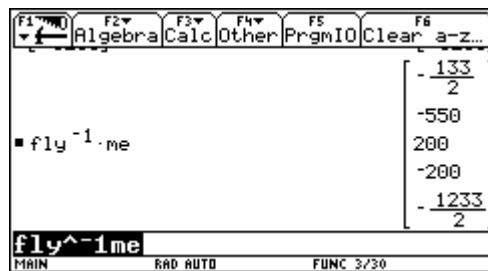 F1 F2 F3 F4 F5 F6
Algebra Calc Other PrgmIO Clear a-z…
-133/2
-550
fly⁻¹·me 200
-200
-1233/2
fly^-1me
MAIN RAD AUTO FUNC 3/30